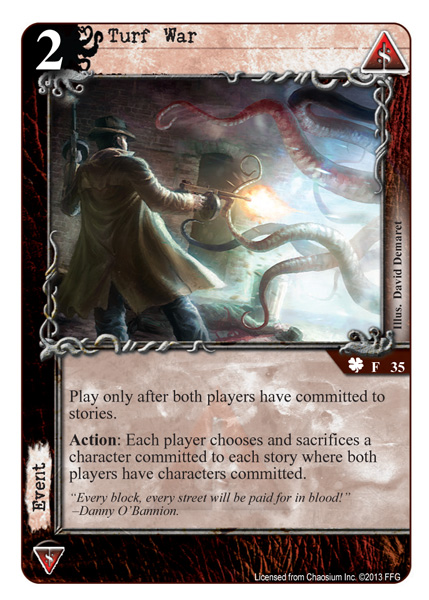 2
Turf War
$
Illus. David Demaret
F 35
Play only after both players have committed to
stories.
Action: Each player chooses and sacrifices a
character committed to each story where both
players have characters committed.
“Every block, every street will be paid for in blood!”
–Danny O’Bannion.
Event
Licensed from Chaosium Inc. ©2013 FFG